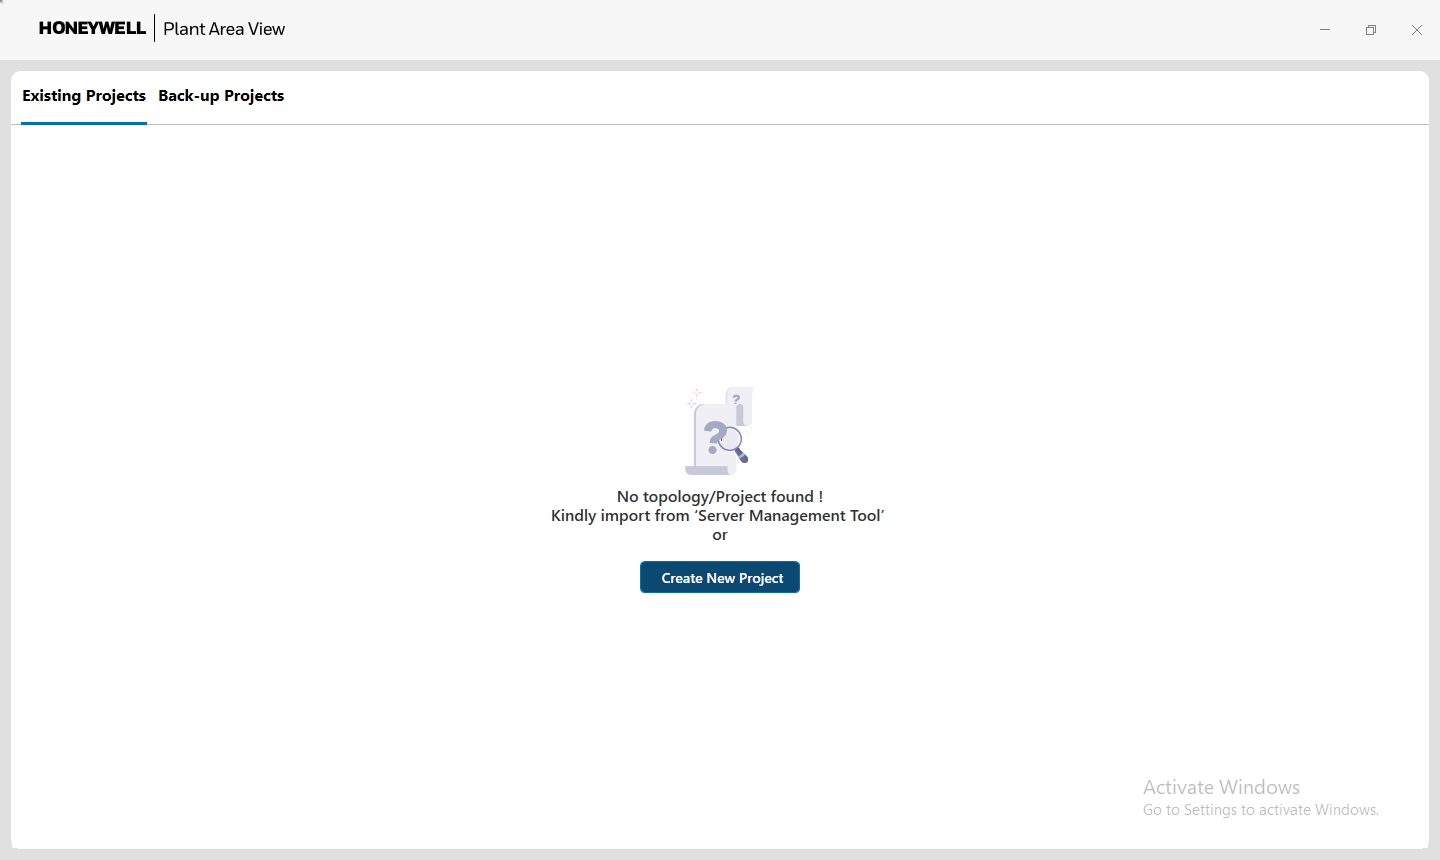 HONEYWELL | Plant Area View
Existing Projects Back-up Projects
?
?
No topology/Project found !
Kindly import from ‘Server Management Tool’
or
Create New Project
Activate Windows
Go to Settings to activate Windows.